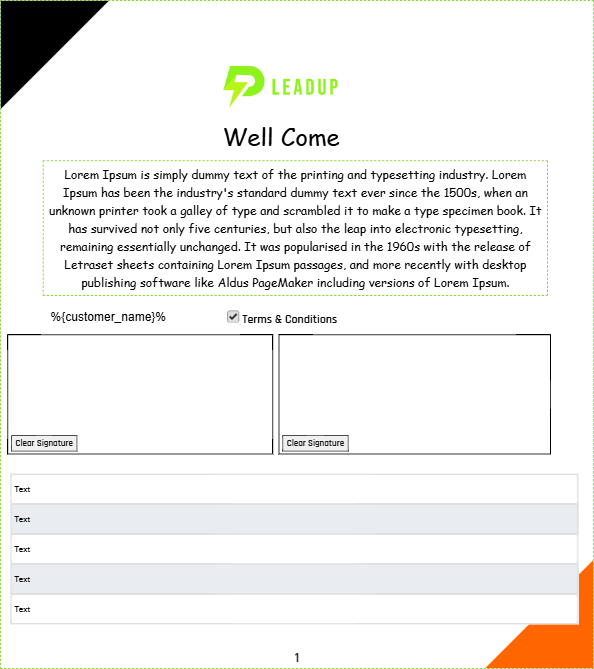 LEADUP
Well Come
Lorem Ipsum is simply dummy text of the printing and typesetting industry. Lorem
Ipsum has been the industry's standard dummy text ever since the 1500s, when an
unknown printer took a galley of type and scrambled it to make a type specimen book. It
has survived not only five centuries, but also the leap into electronic typesetting,
remaining essentially unchanged. It was popularised in the 1960s with the release of
Letraset sheets containing Lorem Ipsum passages, and more recently with desktop
publishing software like Aldus PageMaker including versions of Lorem Ipsum.
%{customer_name}% Terms & Conditions
Clear Signature Clear Signature
Text
Text
Text
Text
Text
1